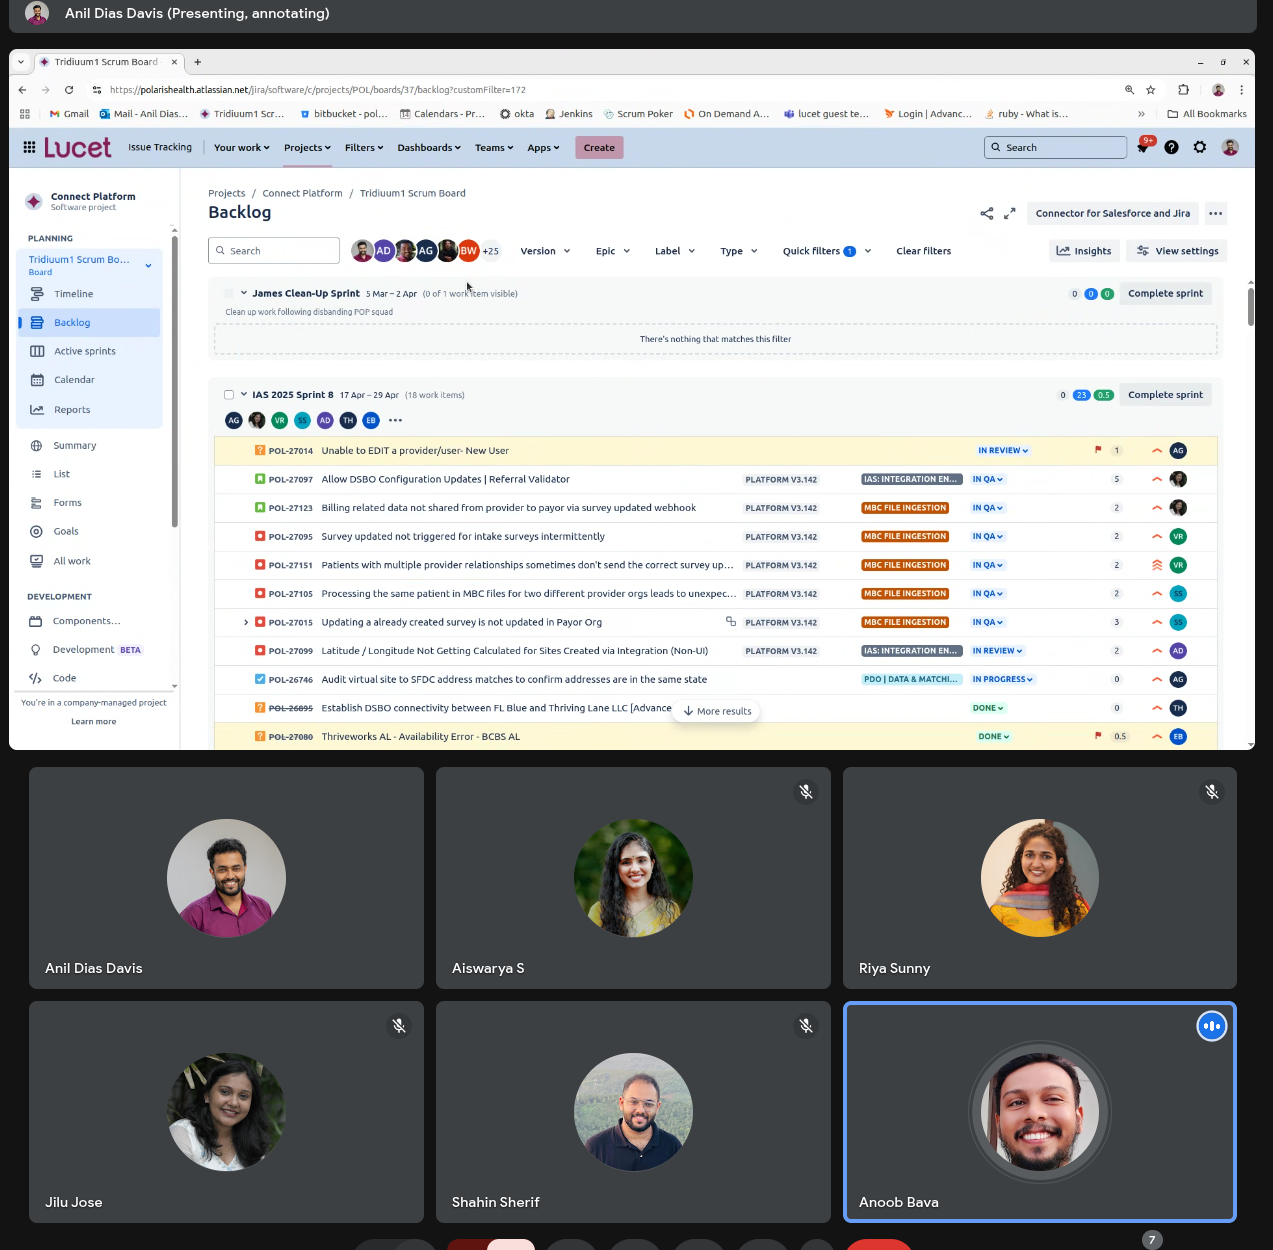 Anil Dias Davis (Presenting, annotating)
Tridiuum1 Scrum Board
https://polarishealth.atlassian.net/jira/software/c/projects/POL/boards/37/backlog?customFilter=172
Gmail Mail - Anil Dias... Tridiuum1 Scr... bitbucket - pol... Calendars - Pr... okta Jenkins Scrum Poker On Demand A... lucet guest te... Login | Advanc... ruby - What is... » All Bookmarks
Lucet Issue Tracking Your work Projects Filters Dashboards Teams Apps Create Search 9+
Connect Platform
Software project
PLANNING
Tridiuum1 Scrum Bo...
Board
Timeline
Backlog
Active sprints
Calendar
Reports
Summary
List
Forms
Goals
All work
DEVELOPMENT
Components...
Development BETA
Code
You're in a company-managed project
Learn more
Projects / Connect Platform / Tridiuum1 Scrum Board
Backlog
Connector for Salesforce and Jira
Search AD AG BW +25 Version Epic Label Type Quick filters 1 Clear filters Insights View settings
James Clean-Up Sprint 5 Mar – 2 Apr (0 of 1 work item visible) 0 0 0 Complete sprint
Clean up work following disbanding POP squad
There's nothing that matches this filter
IAS 2025 Sprint 8 17 Apr – 29 Apr (18 work items) 0 23 0.5 Complete sprint
AG VR SS AD TH EB
POL-27014 Unable to EDIT a provider/user- New User IN REVIEW 1 AG
POL-27097 Allow DSBO Configuration Updates | Referral Validator PLATFORM V3.142 IAS: INTEGRATION EN... IN QA 5
POL-27123 Billing related data not shared from provider to payor via survey updated webhook PLATFORM V3.142 MBC FILE INGESTION IN QA 2
POL-27095 Survey updated not triggered for intake surveys intermittently PLATFORM V3.142 MBC FILE INGESTION IN QA 2 VR
POL-27151 Patients with multiple provider relationships sometimes don't send the correct survey up... PLATFORM V3.142 MBC FILE INGESTION IN QA 2 VR
POL-27105 Processing the same patient in MBC files for two different provider orgs leads to unexpec... PLATFORM V3.142 MBC FILE INGESTION IN QA 2 SS
POL-27015 Updating a already created survey is not updated in Payor Org PLATFORM V3.142 MBC FILE INGESTION IN QA 3 SS
POL-27099 Latitude / Longitude Not Getting Calculated for Sites Created via Integration (Non-UI) PLATFORM V3.142 IAS: INTEGRATION EN... IN REVIEW 2 AD
POL-26746 Audit virtual site to SFDC address matches to confirm addresses are in the same state PDO | DATA & MATCHI... IN PROGRESS 0 AG
POL-26895 Establish DSBO connectivity between FL Blue and Thriving Lane LLC [Advance DONE 0 TH
More results
POL-27080 Thriveworks AL - Availability Error - BCBS AL DONE 0.5 EB
Anil Dias Davis
Aiswarya S
Riya Sunny
Jilu Jose
Shahin Sherif
Anoob Bava
7